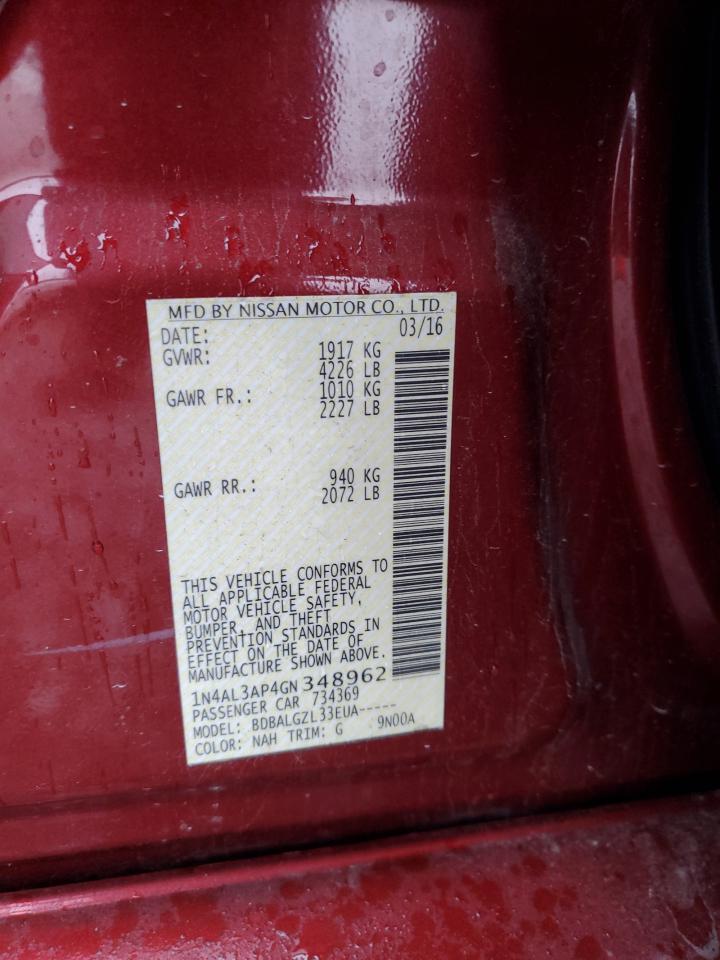 MFD BY NISSAN MOTOR CO., LTD.
DATE: 03/16
GVWR: 1917 KG
4226 LB
GAWR FR.: 1010 KG
2227 LB
GAWR RR.: 940 KG
2072 LB
THIS VEHICLE CONFORMS TO
ALL APPLICABLE FEDERAL
MOTOR VEHICLE SAFETY,
BUMPER, AND THEFT
PREVENTION STANDARDS IN
EFFECT ON THE DATE OF
MANUFACTURE SHOWN ABOVE.
1N4AL3AP4GN348962
PASSENGER CAR 734369
MODEL: BDBALGZL33EUA-----
COLOR: NAH TRIM: G 9N00A